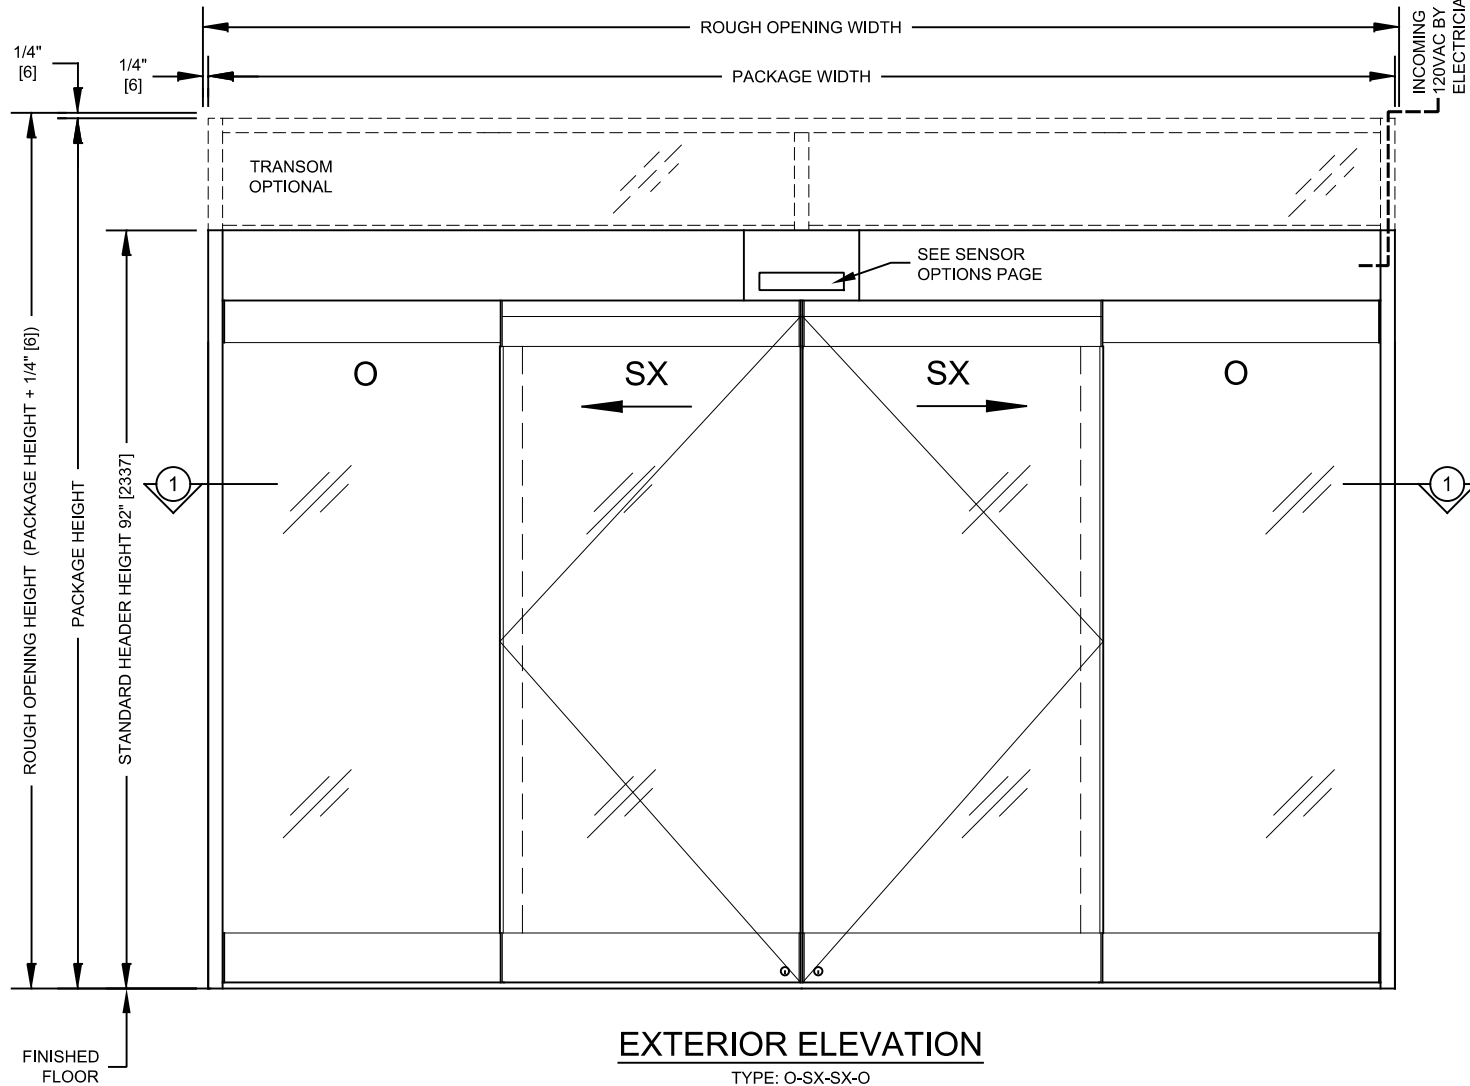 ROUGH OPENING WIDTH
INCOMING
120VAC BY
1/4"
[6]
1/4"
[6]
PACKAGE WIDTH
TRANSOM
OPTIONAL
SEE SENSOR
OPTIONS PAGE
O
SX
SX
O
ROUGH OPENING HEIGHT (PACKAGE HEIGHT + 1/4" [6])
PACKAGE HEIGHT
STANDARD HEADER HEIGHT 92" [2337]
1
1
FINISHED
FLOOR
EXTERIOR ELEVATION
TYPE: O-SX-SX-O